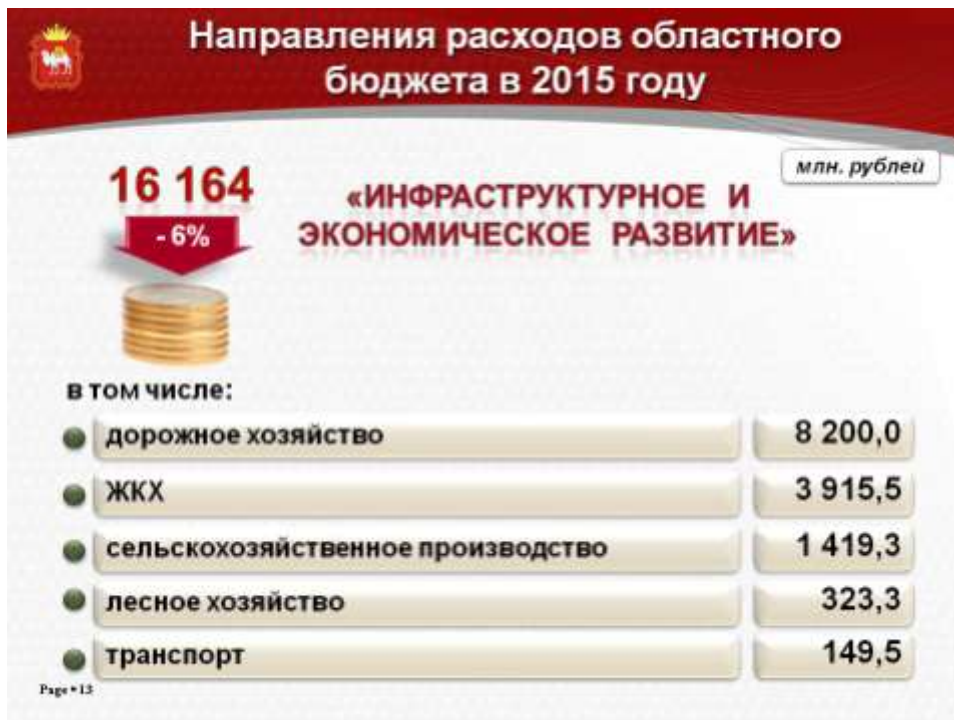 Направления расходов областного
бюджета в 2015 году
млн. рублей
16 164
- 6%
«ИНФРАСТРУКТУРНОЕ И
ЭКОНОМИЧЕСКОЕ РАЗВИТИЕ»
в том числе:
дорожное хозяйство 8 200,0
ЖКХ 3 915,5
сельскохозяйственное производство 1 419,3
лесное хозяйство 323,3
транспорт 149,5
Page ▪ 13